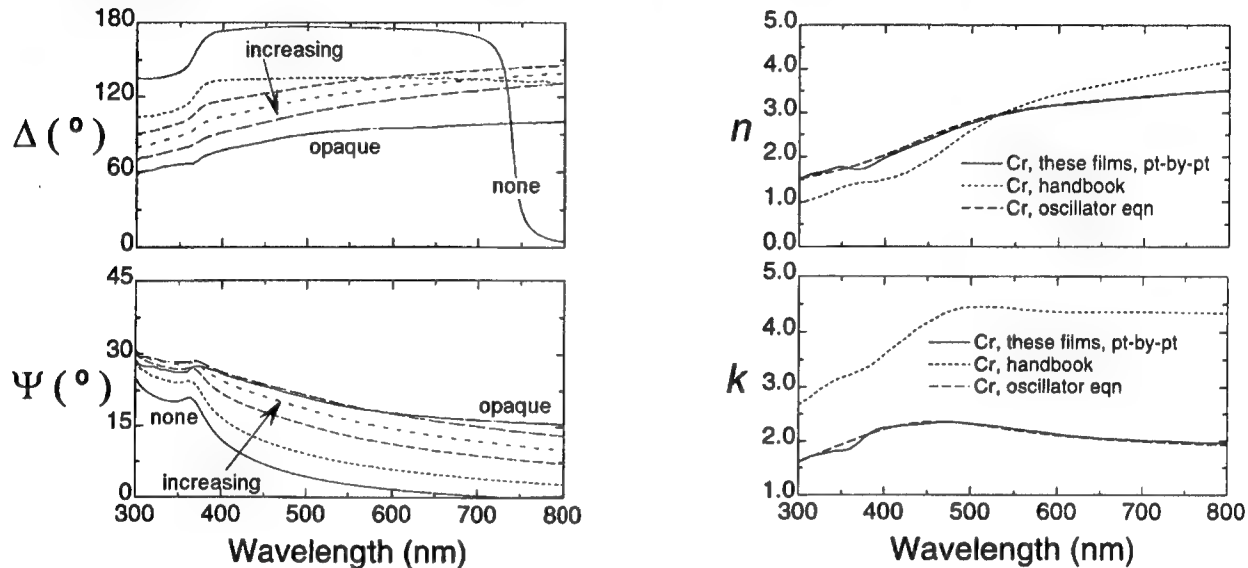 180
120
60
0
Δ (°)
increasing
opaque
none
45
30
15
0
Ψ (°)
none
increasing
opaque
300 400 500 600 700 800
Wavelength (nm)
5.0
4.0
3.0
2.0
1.0
0.0
n
Cr, these films, pt-by-pt
Cr, handbook
Cr, oscillator eqn
5.0
4.0
3.0
2.0
1.0
k
Cr, these films, pt-by-pt
Cr, handbook
Cr, oscillator eqn
300 400 500 600 700 800
Wavelength (nm)